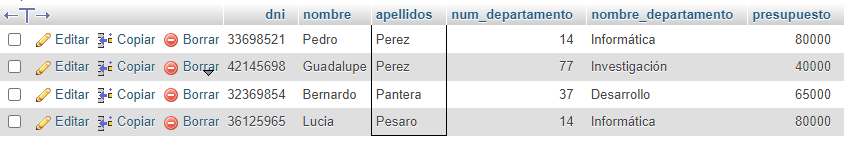 ←T→ dni nombre apellidos num_departamento nombre_departamento presupuesto
Editar Copiar Borrar 33698521 Pedro Perez 14 Informática 80000
Editar Copiar Borrar 42145698 Guadalupe Perez 77 Investigación 40000
Editar Copiar Borrar 32369854 Bernardo Pantera 37 Desarrollo 65000
Editar Copiar Borrar 36125965 Lucia Pesaro 14 Informática 80000